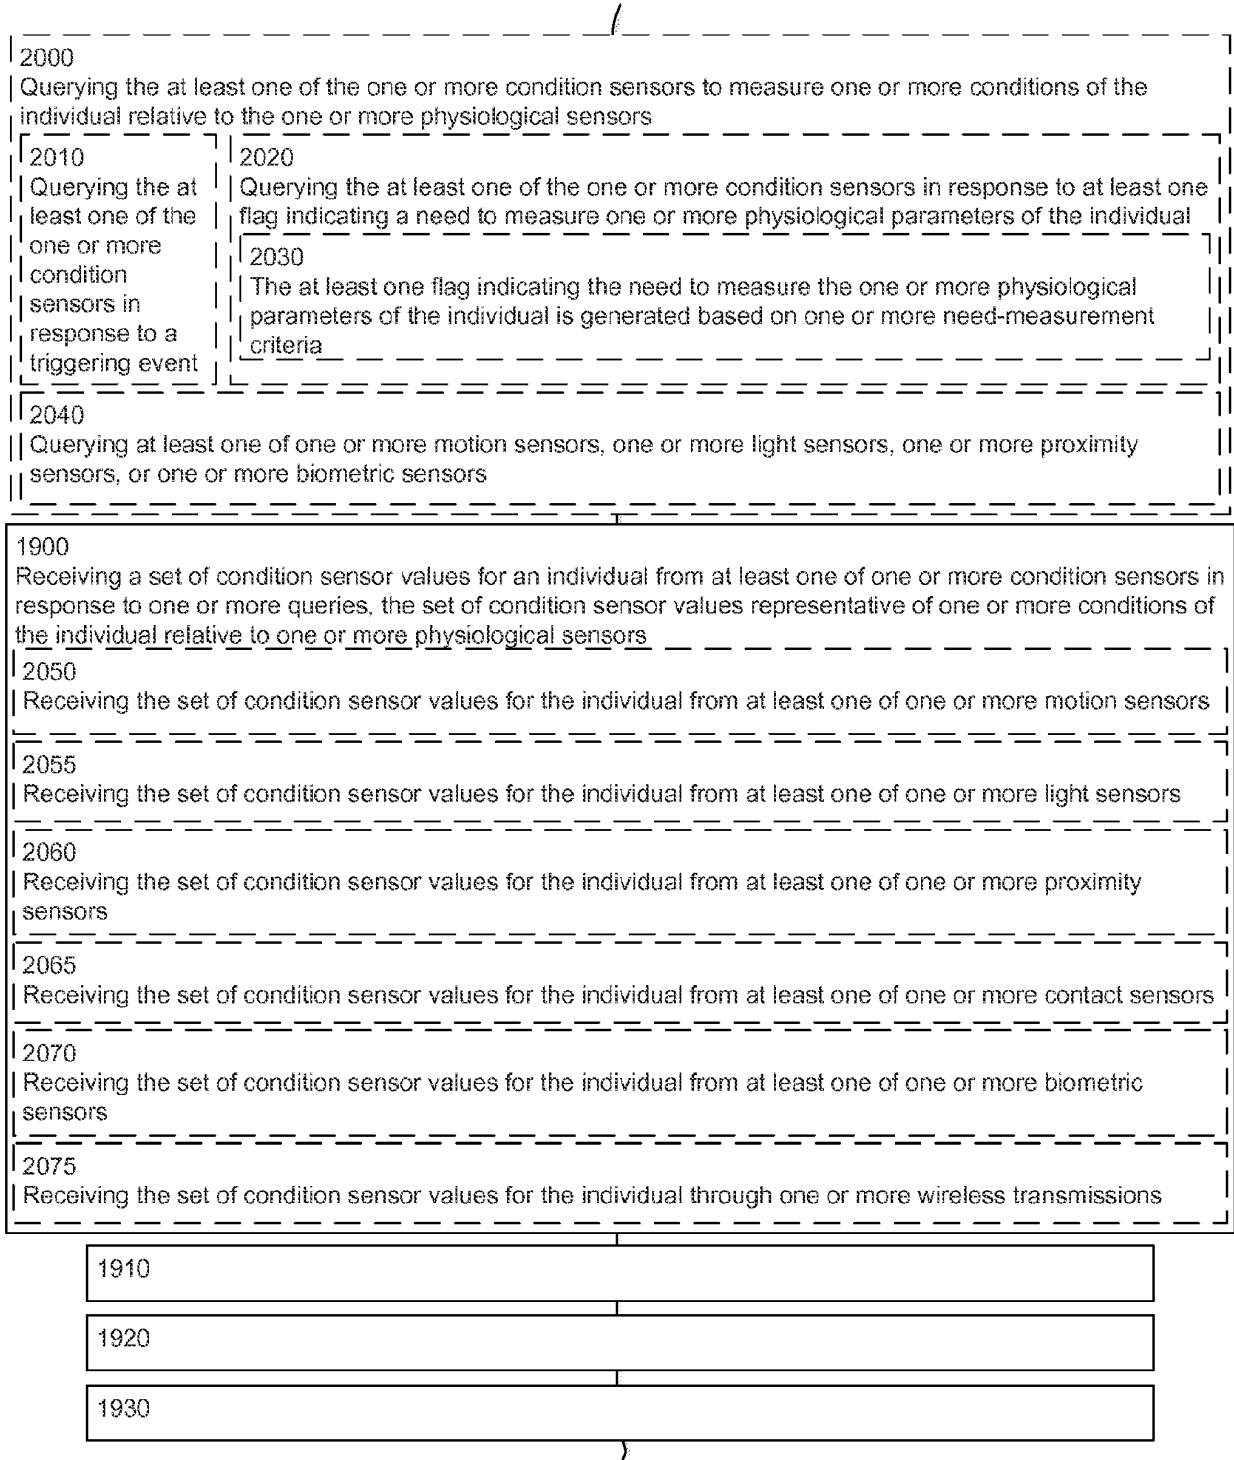 2000
Querying the at least one of the one or more condition sensors to measure one or more conditions of the
individual relative to the one or more physiological sensors
2010
Querying the at
least one of the
one or more
condition
sensors in
response to a
triggering event
2020
Querying the at least one of the one or more condition sensors in response to at least one
flag indicating a need to measure one or more physiological parameters of the individual
2030
The at least one flag indicating the need to measure the one or more physiological
parameters of the individual is generated based on one or more need-measurement
criteria
2040
Querying at least one of one or more motion sensors, one or more light sensors, one or more proximity
sensors, or one or more biometric sensors
1900
Receiving a set of condition sensor values for an individual from at least one of one or more condition sensors in
response to one or more queries, the set of condition sensor values representative of one or more conditions of
the individual relative to one or more physiological sensors
2050
Receiving the set of condition sensor values for the individual from at least one of one or more motion sensors
2055
Receiving the set of condition sensor values for the individual from at least one of one or more light sensors
2060
Receiving the set of condition sensor values for the individual from at least one of one or more proximity
sensors
2065
Receiving the set of condition sensor values for the individual from at least one of one or more contact sensors
2070
Receiving the set of condition sensor values for the individual from at least one of one or more biometric
sensors
2075
Receiving the set of condition sensor values for the individual through one or more wireless transmissions
1910
1920
1930